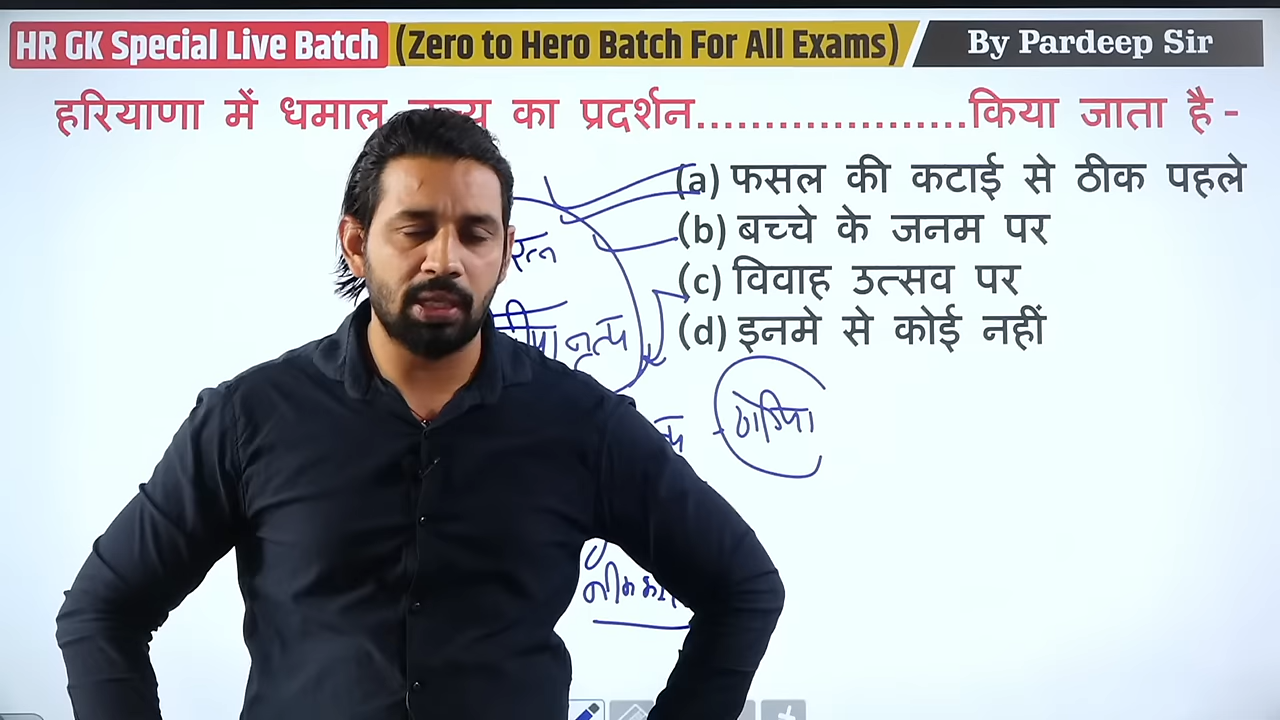 HR GK Special Live Batch (Zero to Hero Batch For All Exams) By Pardeep Sir
हरियाणा में धमाल का प्रदर्शन....................किया जाता है -
(a) फसल की कटाई से ठीक पहले
(b) बच्चे के जनम पर
(c) विवाह उत्सव पर
(d) इनमे से कोई नहीं
नृत्य